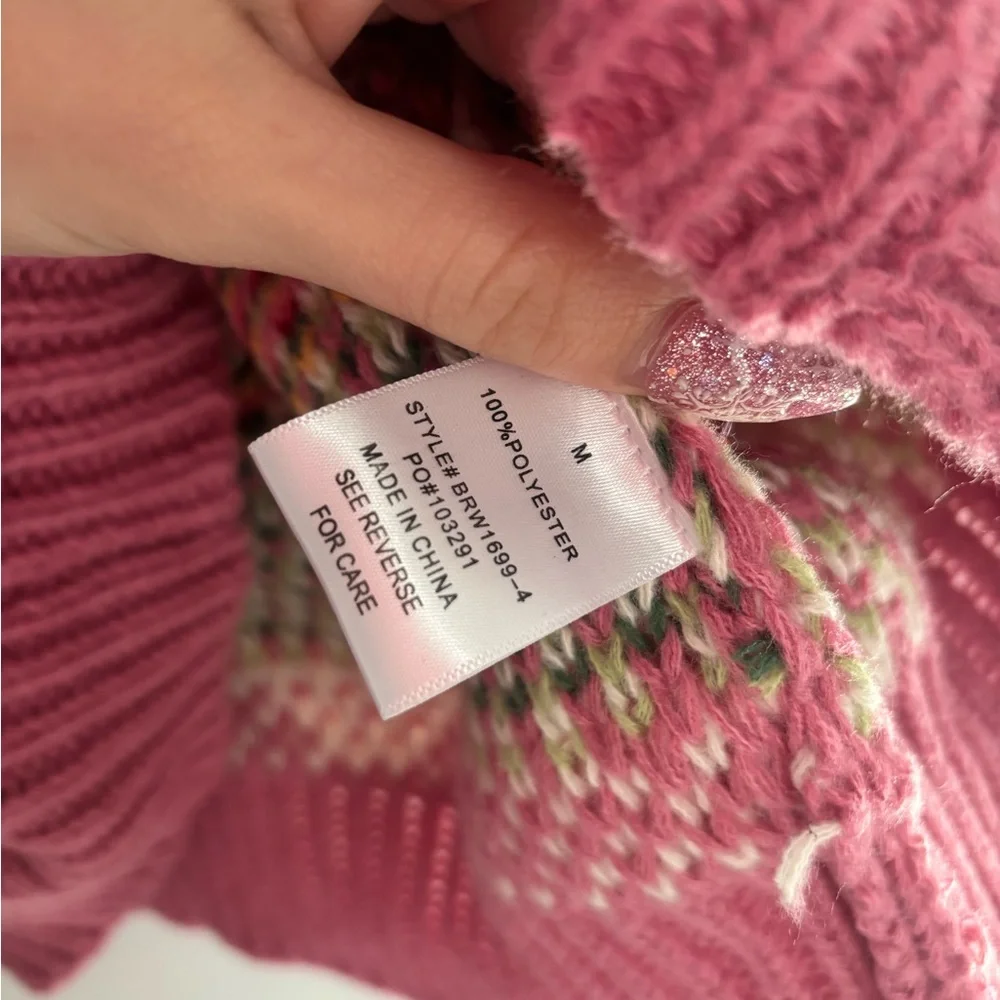 M
100%POLYESTER
STYLE# BRW1699-4
PO#103291
MADE IN CHINA
SEE REVERSE
FOR CARE